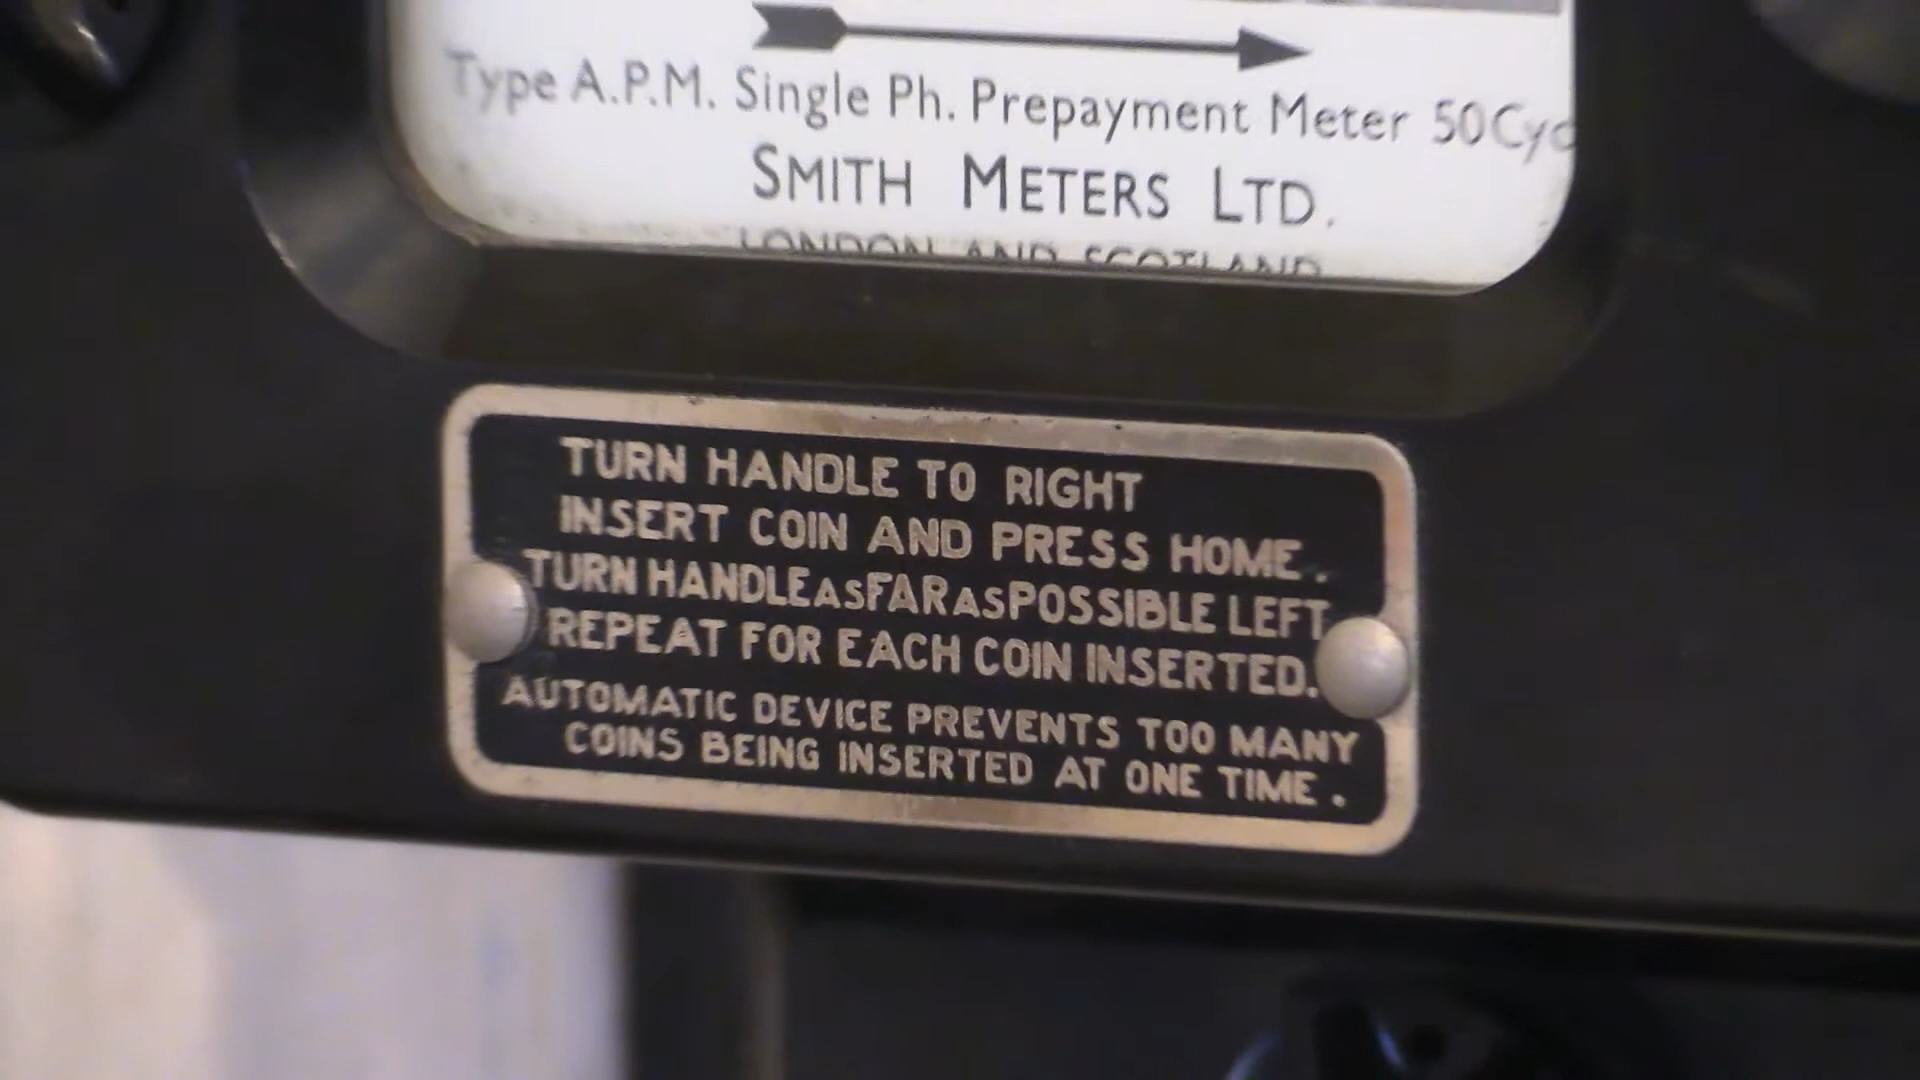 Type A.P.M. Single Ph. Prepayment Meter 50 Cyc
SMITH METERS LTD.
LONDON AND SCOTLAND
TURN HANDLE TO RIGHT
INSERT COIN AND PRESS HOME.
TURN HANDLE AS FAR AS POSSIBLE LEFT
REPEAT FOR EACH COIN INSERTED.
AUTOMATIC DEVICE PREVENTS TOO MANY
COINS BEING INSERTED AT ONE TIME.